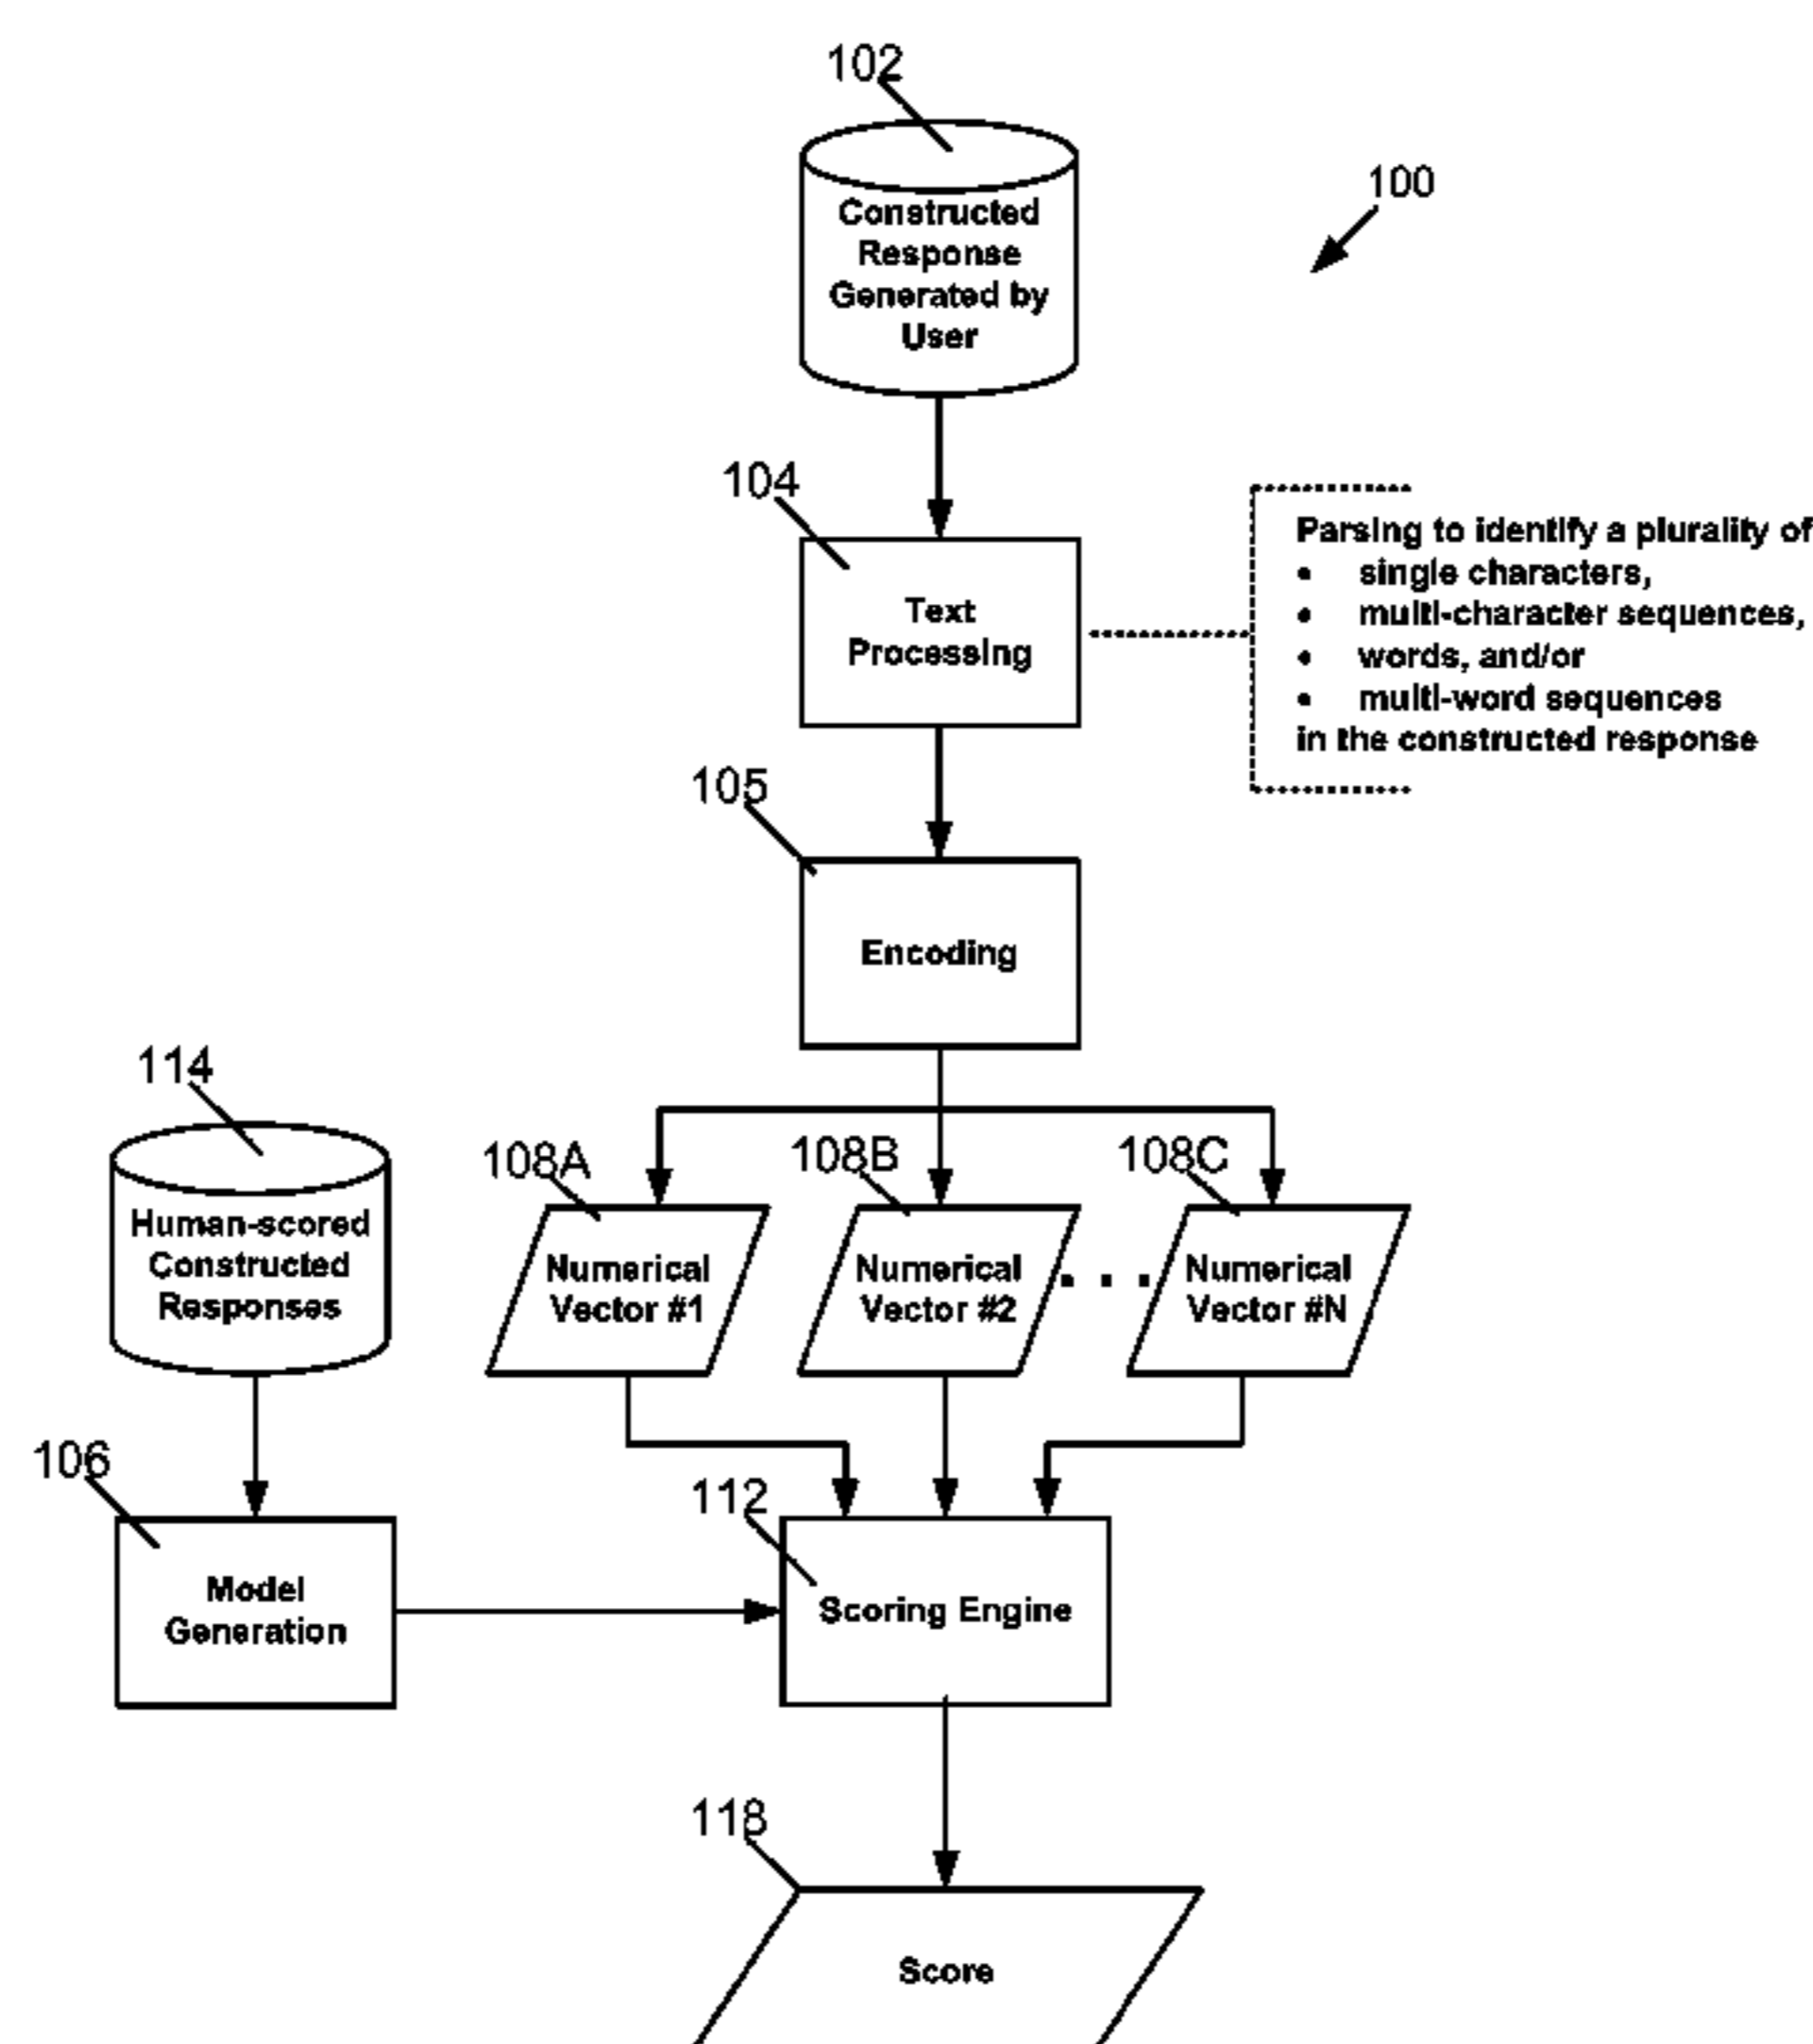 102
100
Constructed
Response
Generated by
User
104
Parsing to identify a plurality of
• single characters,
• multi-character sequences,
• words, and/or
• multi-word sequences
in the constructed response
Text
Processing
105
Encoding
114
108A
108B
108C
Human-scored
Constructed
Responses
Numerical
Vector #1
Numerical
Vector #2
. . .
Numerical
Vector #N
106
112
Model
Generation
Scoring Engine
118
Score